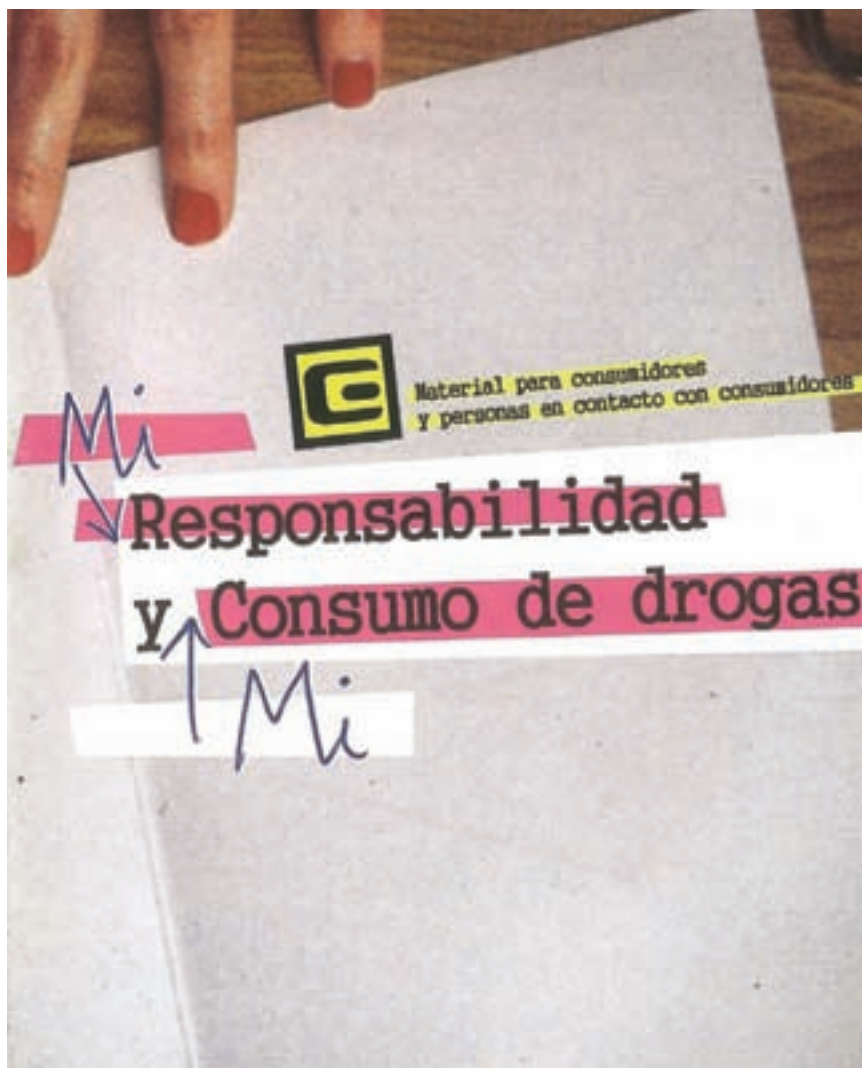 Material para consumidores
y personas en contacto con consumidores
Mi
Responsabilidad
y Consumo de drogas
Mi